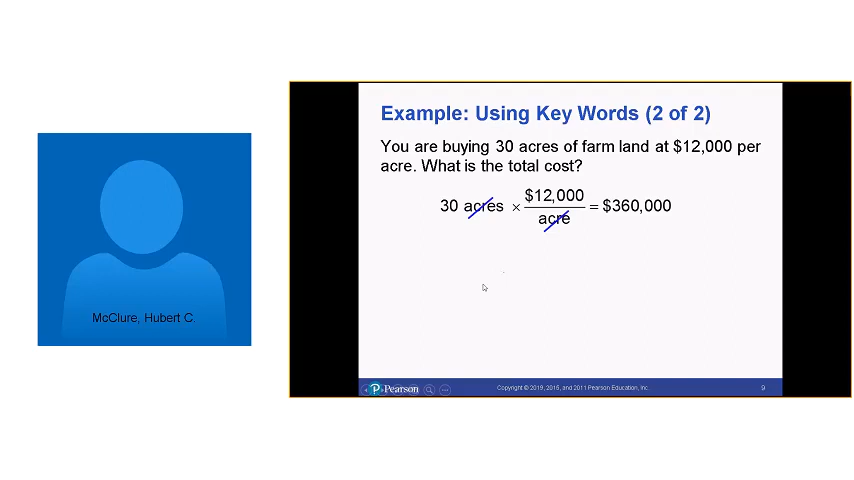 Example: Using Key Words (2 of 2)
You are buying 30 acres of farm land at $12,000 per
acre. What is the total cost?
30 acres × $12,000 / acre = $360,000
McClure, Hubert C.
Pearson
Copyright © 2019, 2015, and 2011 Pearson Education, Inc.
9